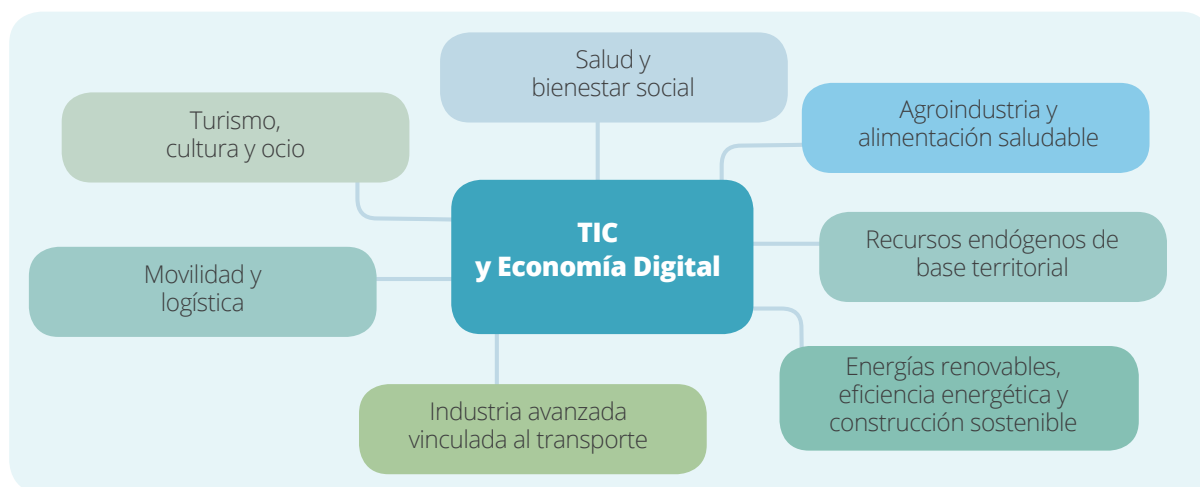 Salud y
bienestar social
Turismo,
cultura y ocio
Agroindustria y
alimentación saludable
TIC
y Economía Digital
Recursos endógenos de
base territorial
Movilidad y
logística
Energías renovables,
eficiencia energética y
construcción sostenible
Industria avanzada
vinculada al transporte